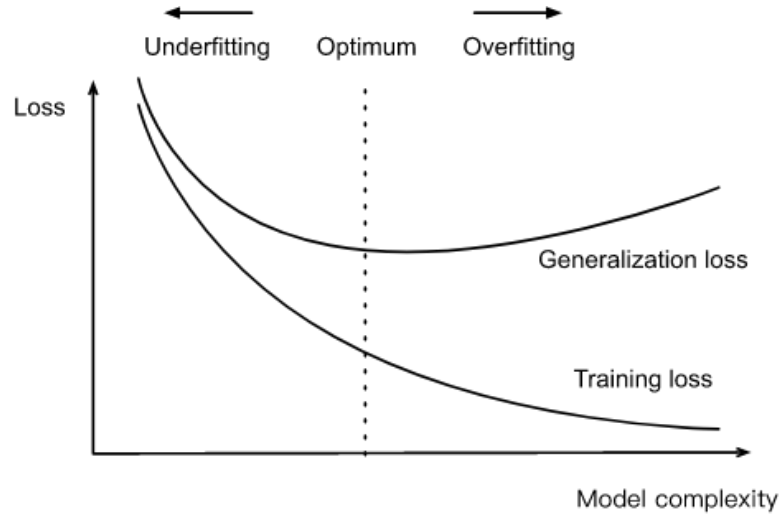 Underfitting
Optimum
Overfitting
Loss
Generalization loss
Training loss
Model complexity